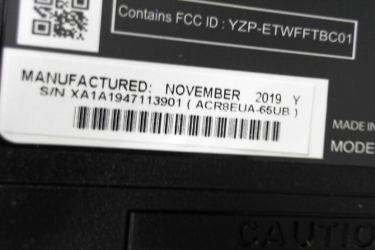 Contains FCC ID : YZP-ETWFFTBC01
MANUFACTURED: NOVEMBER 2019 Y
S/N XA1A1947113901 ( ACR8EUA-65UB )
MADE IN
MODE
CAUTIO